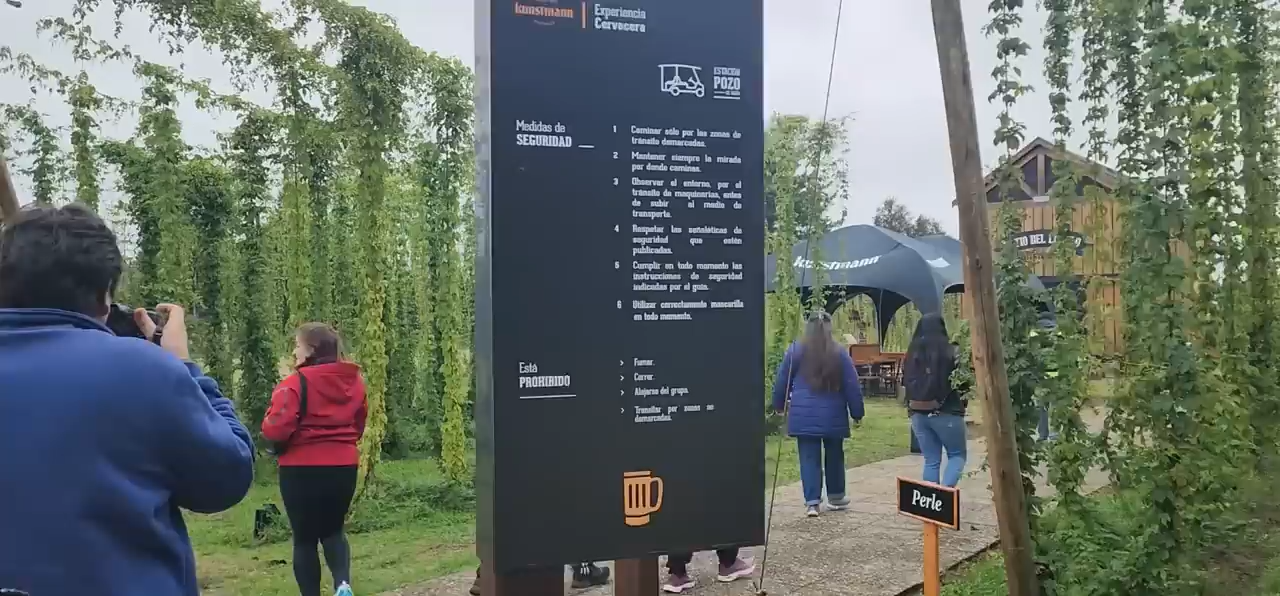 kunstmann
Experiencia
Cervecera
ESTACIÓN
POZO
Medidas de
SEGURIDAD
1 Caminar sólo por las zonas de
tránsito demarcadas.
2 Mantener siempre la mirada
por donde caminas.
3 Observar el entorno, por el
tránsito de maquinarias, antes
de subir al medio de
transporte.
4 Respetar las señaléticas de
seguridad que estén
publicadas.
5 Cumplir en todo momento las
instrucciones de seguridad
indicadas por el guía.
6 Utilizar correctamente mascarilla
en todo momento.
Está
PROHIBIDO
> Fumar.
> Correr.
> Alejarse del grupo.
> Transitar por zonas no
demarcadas.
kunstmann
DEL
Perle